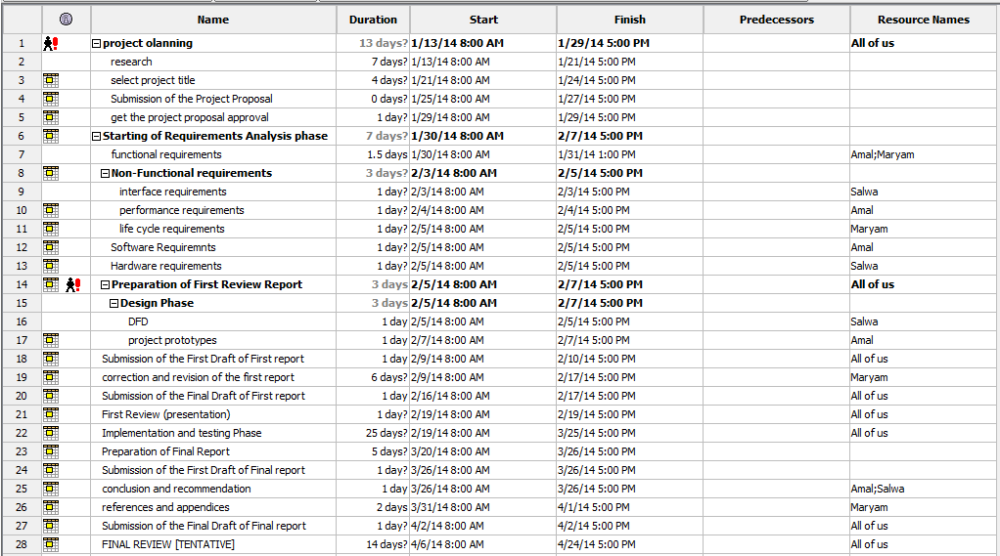 Name Duration Start Finish Predecessors Resource Names
1 project olanning 13 days? 1/13/14 8:00 AM 1/29/14 5:00 PM All of us
2 research 7 days? 1/13/14 8:00 AM 1/21/14 5:00 PM
3 select project title 4 days? 1/21/14 8:00 AM 1/24/14 5:00 PM
4 Submission of the Project Proposal 0 days? 1/25/14 8:00 AM 1/27/14 5:00 PM
5 get the project proposal approval 1 day? 1/29/14 8:00 AM 1/29/14 5:00 PM
6 Starting of Requirements Analysis phase 7 days? 1/30/14 8:00 AM 2/7/14 5:00 PM
7 functional requirements 1.5 days 1/30/14 8:00 AM 1/31/14 1:00 PM Amal;Maryam
8 Non-Functional requirements 3 days? 2/3/14 8:00 AM 2/5/14 5:00 PM
9 interface requirements 1 day? 2/3/14 8:00 AM 2/3/14 5:00 PM Salwa
10 performance requirements 1 day? 2/4/14 8:00 AM 2/4/14 5:00 PM Amal
11 life cycle requirements 1 day? 2/5/14 8:00 AM 2/5/14 5:00 PM Maryam
12 Software Requiremnts 1 day? 2/5/14 8:00 AM 2/5/14 5:00 PM Amal
13 Hardware requirements 1 day? 2/5/14 8:00 AM 2/5/14 5:00 PM Salwa
14 Preparation of First Review Report 3 days 2/5/14 8:00 AM 2/7/14 5:00 PM All of us
15 Design Phase 3 days 2/5/14 8:00 AM 2/7/14 5:00 PM
16 DFD 1 day 2/5/14 8:00 AM 2/5/14 5:00 PM Salwa
17 project prototypes 1 day 2/7/14 8:00 AM 2/7/14 5:00 PM Amal
18 Submission of the First Draft of First report 1 day 2/9/14 8:00 AM 2/10/14 5:00 PM All of us
19 correction and revision of the first report 6 days? 2/9/14 8:00 AM 2/17/14 5:00 PM Maryam
20 Submission of the Final Draft of First report 1 day 2/16/14 8:00 AM 2/17/14 5:00 PM All of us
21 First Review (presentation) 1 day? 2/19/14 8:00 AM 2/19/14 5:00 PM All of us
22 Implementation and testing Phase 25 days? 2/19/14 8:00 AM 3/25/14 5:00 PM All of us
23 Preparation of Final Report 5 days? 3/20/14 8:00 AM 3/26/14 5:00 PM
24 Submission of the First Draft of Final report 1 day? 3/26/14 8:00 AM 3/26/14 5:00 PM
25 conclusion and recommendation 1 day 3/26/14 8:00 AM 3/26/14 5:00 PM Amal;Salwa
26 references and appendices 2 days 3/31/14 8:00 AM 4/1/14 5:00 PM Maryam
27 Submission of the Final Draft of Final report 1 day? 4/2/14 8:00 AM 4/2/14 5:00 PM All of us
28 FINAL REVIEW [TENTATIVE] 14 days? 4/6/14 8:00 AM 4/24/14 5:00 PM All of us